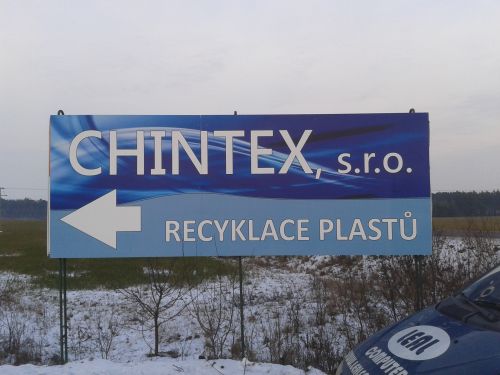 CHINTEX, s.r.o.
RECYKLACE PLASTŮ